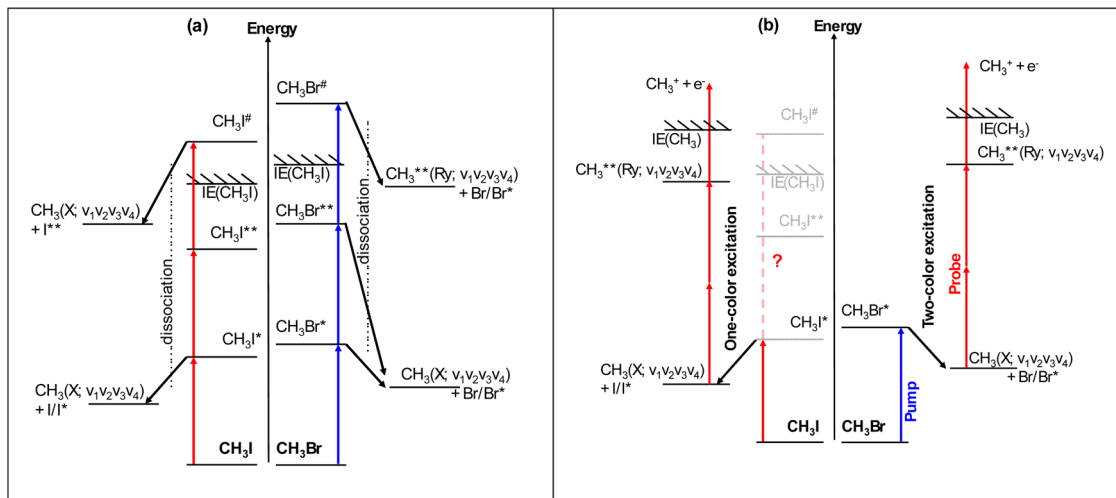 (a)
Energy
CH₃Br#
CH₃I#
IE(CH₃I)
IE(CH₃I)
CH₃**(Ry; v₁v₂v₃v₄)
+ Br/Br*
CH₃Br**
CH₃(X; v₁v₂v₃v₄)
+ I**
CH₃I**
dissociation
dissociation
CH₃Br*
CH₃I*
CH₃(X; v₁v₂v₃v₄)
+ Br/Br*
CH₃(X; v₁v₂v₃v₄)
+ I/I*
CH₃I
CH₃Br
(b)
Energy
CH₃⁺ + e⁻
CH₃⁺ + e⁻
CH₃I#
IE(CH₃)
IE(CH₃)
CH₃**(Ry; v₁v₂v₃v₄)
CH₃**(Ry; v₁v₂v₃v₄)
IE(CH₃I)
CH₃I**
?
One-color excitation
Two-color excitation
Probe
CH₃Br*
CH₃I*
CH₃(X; v₁v₂v₃v₄)
+ I/I*
CH₃(X; v₁v₂v₃v₄)
+ Br/Br*
Pump
CH₃I
CH₃Br